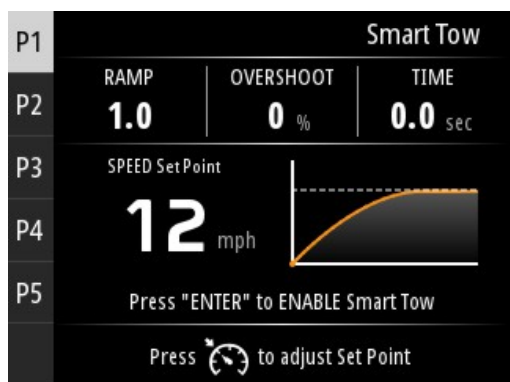 P1
Smart Tow
P2
RAMP OVERSHOOT TIME
1.0 0 % 0.0 sec
P3
SPEED Set Point
P4
12 mph
P5
Press "ENTER" to ENABLE Smart Tow
Press to adjust Set Point